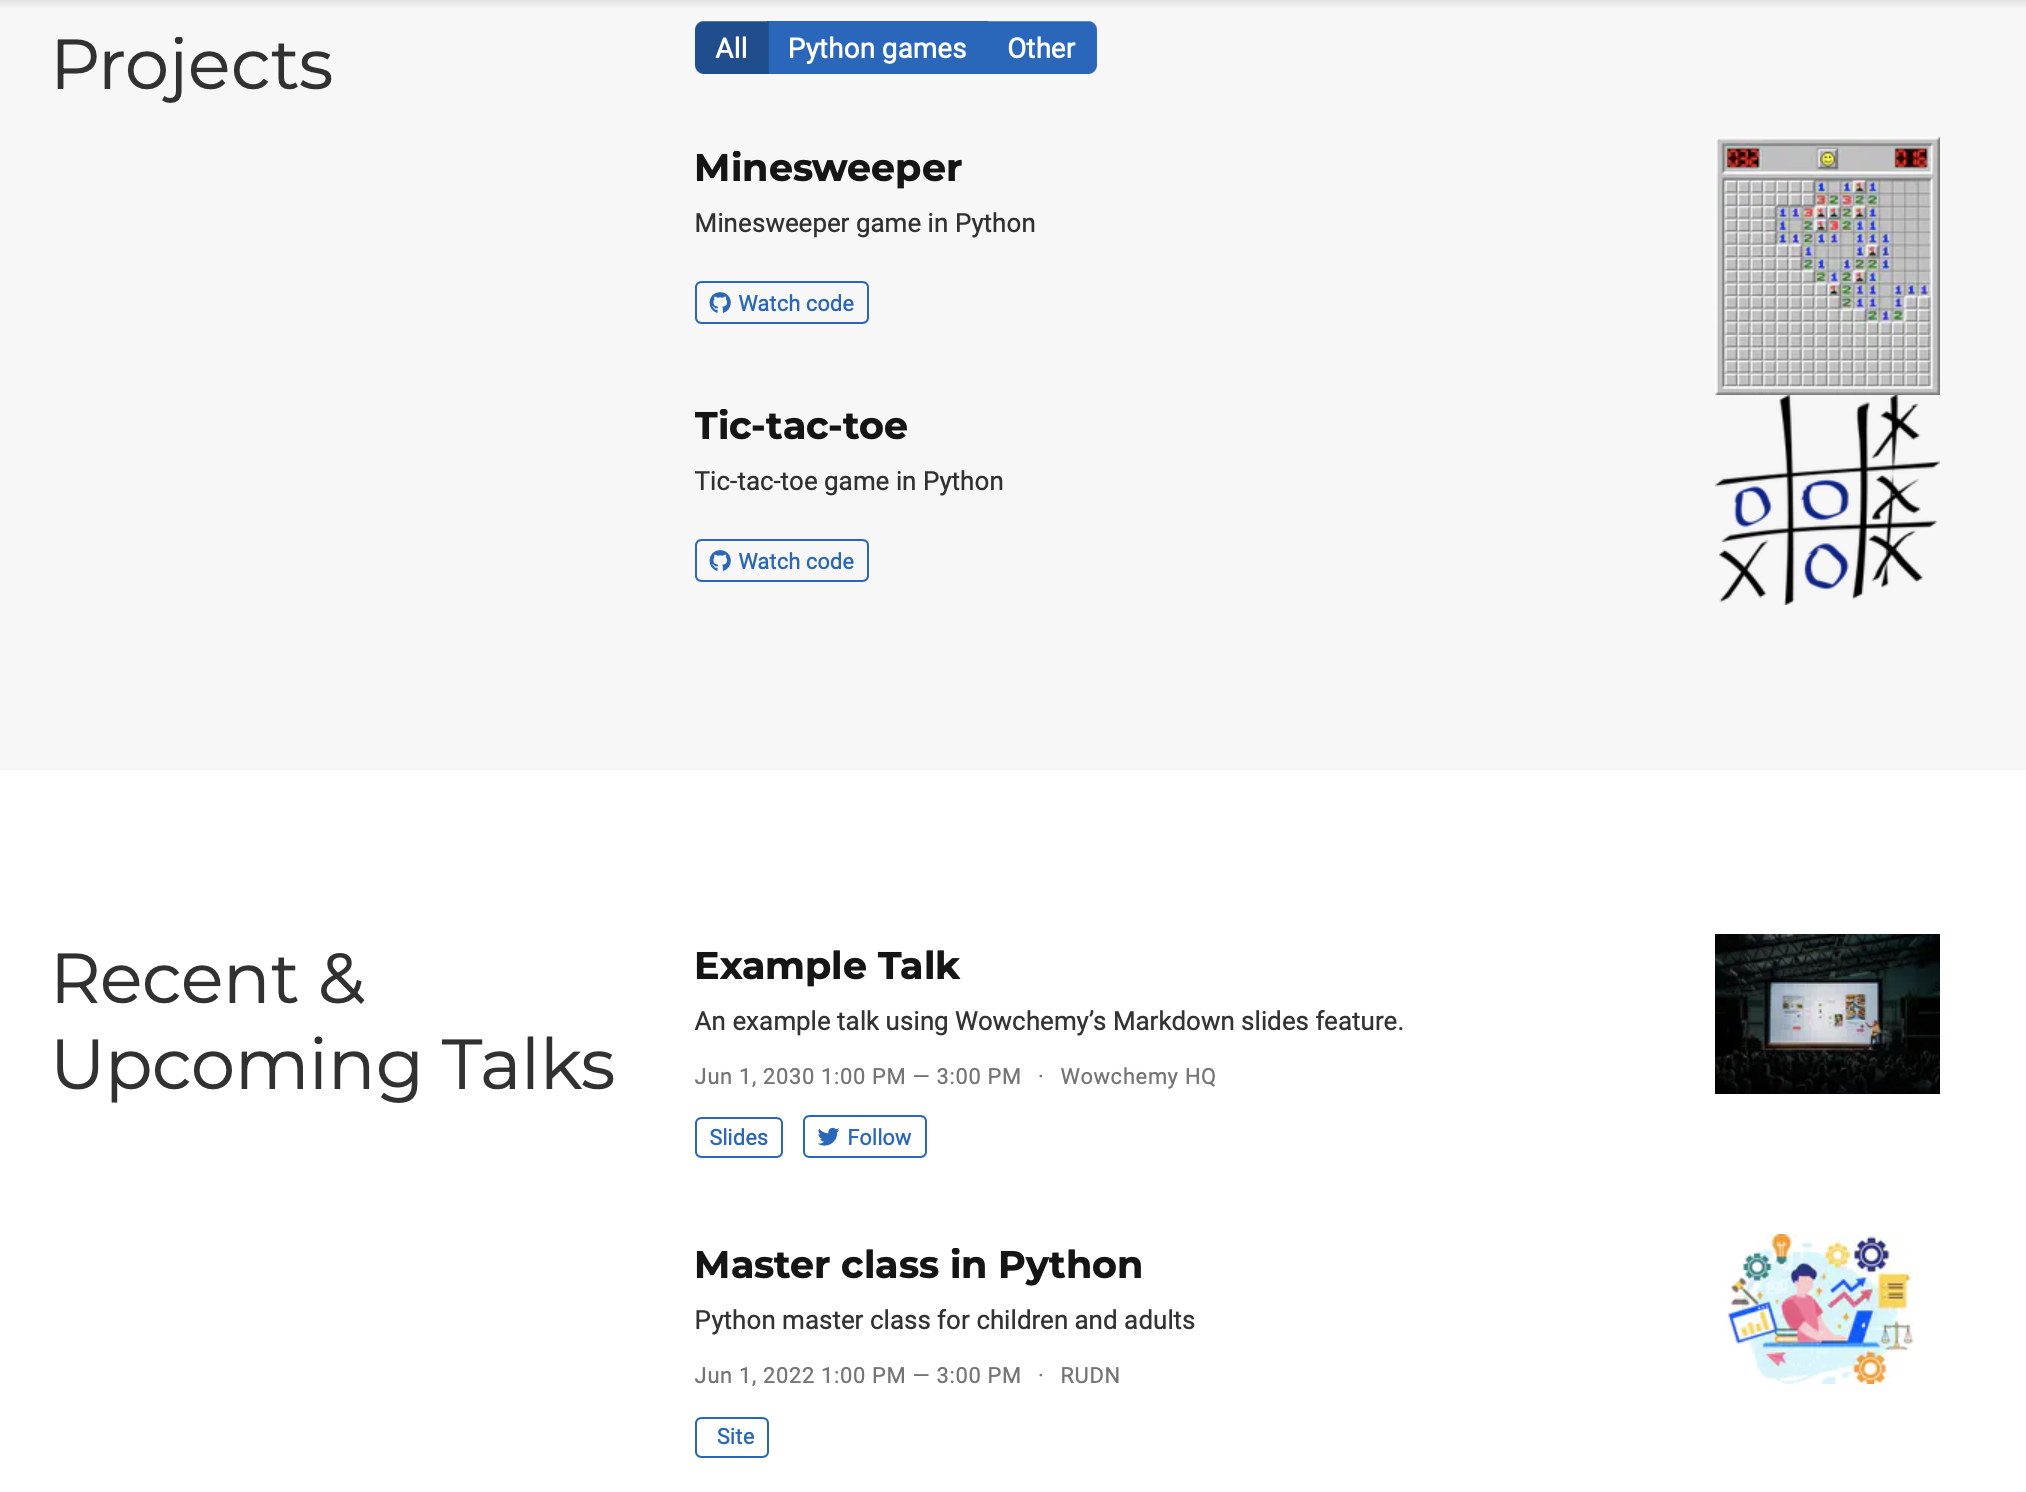 Projects
All Python games Other
Minesweeper
Minesweeper game in Python
Watch code
Tic-tac-toe
Tic-tac-toe game in Python
Watch code
Recent &
Upcoming Talks
Example Talk
An example talk using Wowchemy’s Markdown slides feature.
Jun 1, 2030 1:00 PM — 3:00 PM · Wowchemy HQ
Slides Follow
Master class in Python
Python master class for children and adults
Jun 1, 2022 1:00 PM — 3:00 PM · RUDN
Site